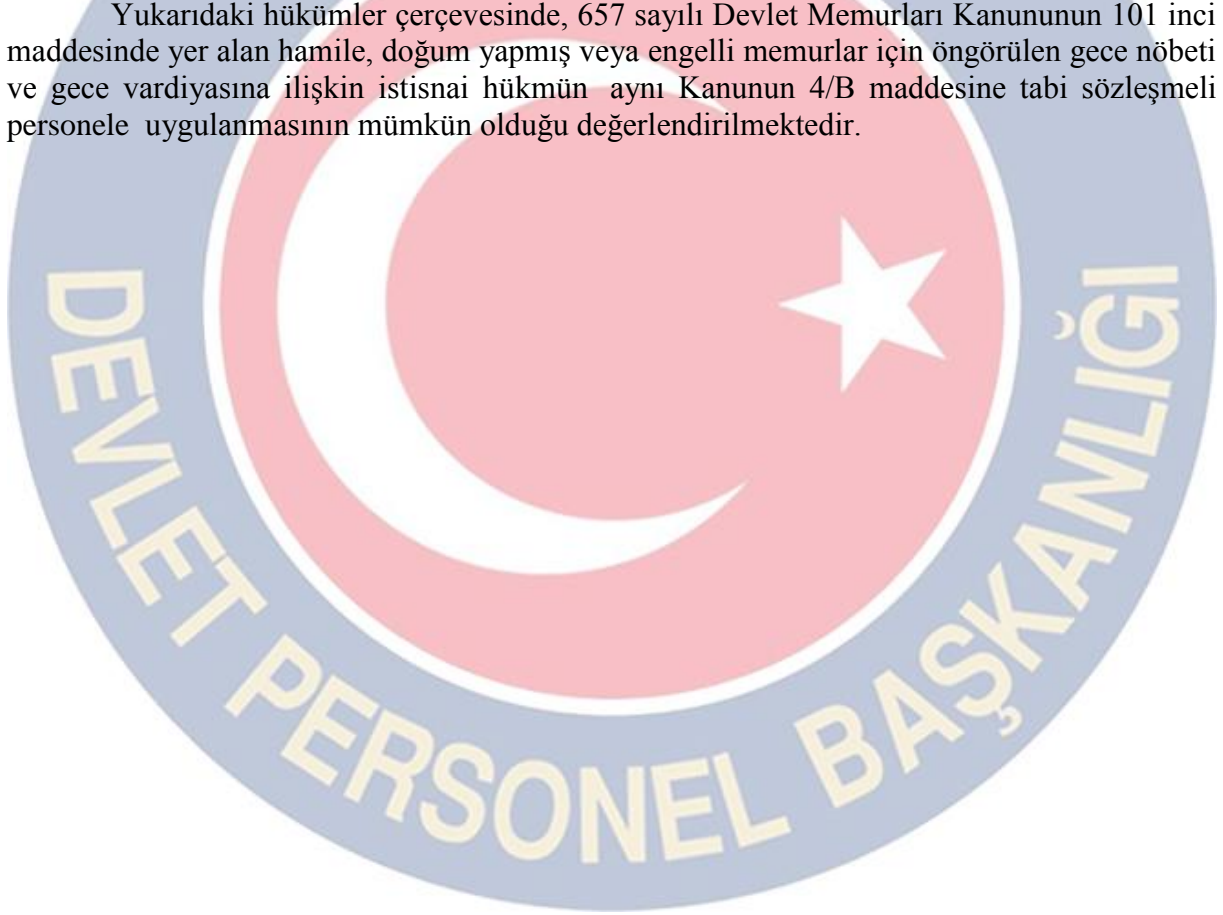 Yukarıdaki hükümler çerçevesinde, 657 sayılı Devlet Memurları Kanununun 101 inci
maddesinde yer alan hamile, doğum yapmış veya engelli memurlar için öngörülen gece nöbeti
ve gece vardiyasına ilişkin istisnai hükmün aynı Kanunun 4/B maddesine tabi sözleşmeli
personele uygulanmasının mümkün olduğu değerlendirilmektedir.
DEVLET PERSONEL BAŞKANLIĞI